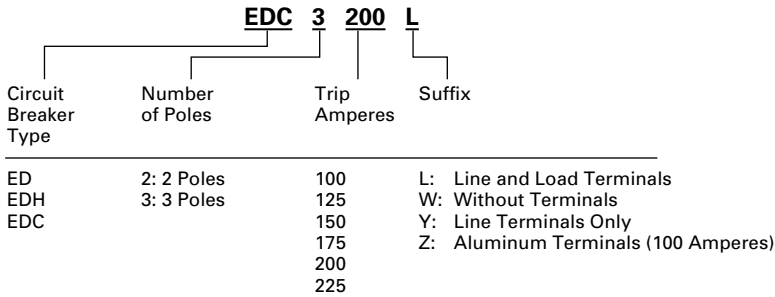 EDC 3 200 L
Circuit Breaker Type
Number of Poles
Trip Amperes
Suffix
ED 2: 2 Poles 100 L: Line and Load Terminals
EDH 3: 3 Poles 125 W: Without Terminals
EDC 150 Y: Line Terminals Only
175 Z: Aluminum Terminals (100 Amperes)
200
225